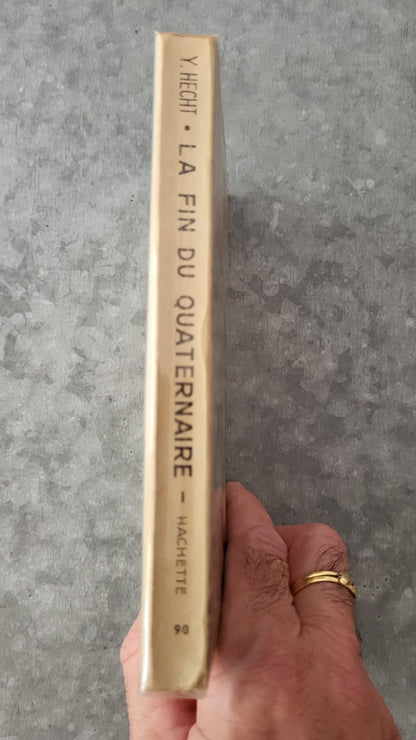 Y. HECHT • LA FIN DU QUATERNAIRE – HACHETTE
90